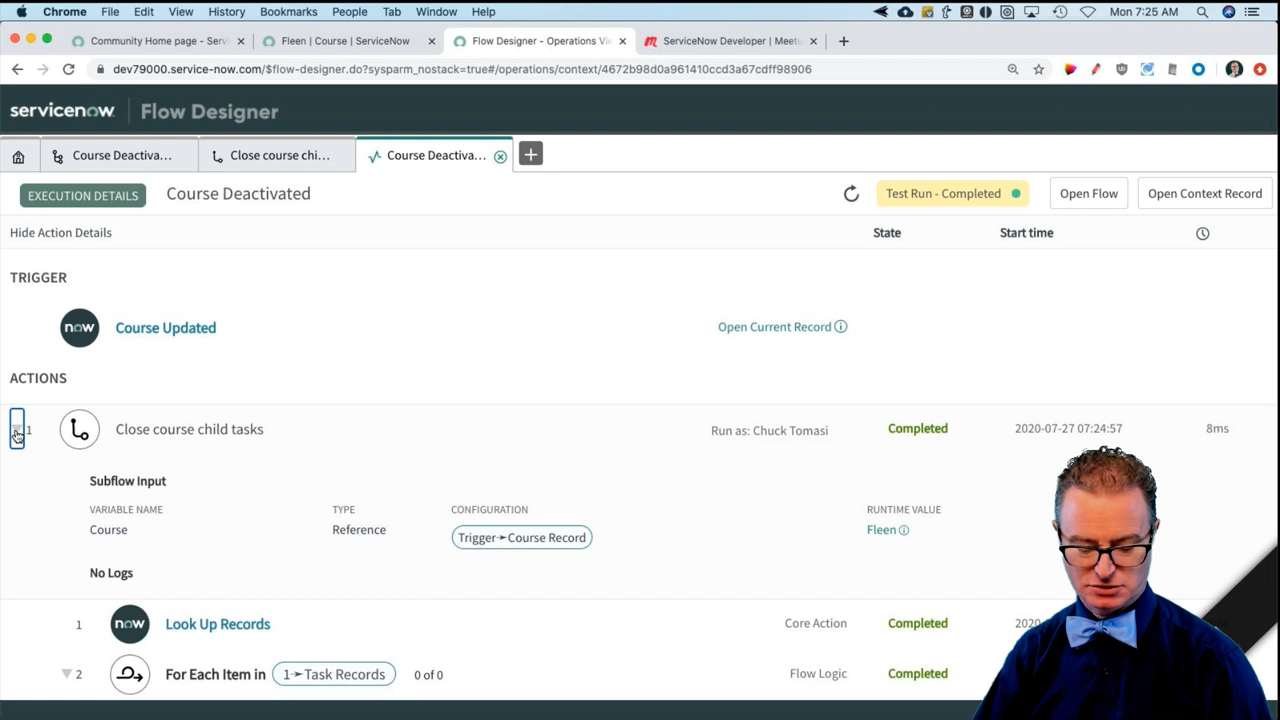 Chrome File Edit View History Bookmarks People Tab Window Help Mon 7:25 AM
Community Home page - Serv Fleen | Course | ServiceNow Flow Designer - Operations Vie ServiceNow Developer | Meetu
dev79000.service-now.com/$flow-designer.do?sysparm_nostack=true#/operations/context/4672b98d0a961410ccd3a67cdff98906
servicenow Flow Designer
Course Deactiva... Close course chi... Course Deactiva...
EXECUTION DETAILS Course Deactivated Test Run - Completed Open Flow Open Context Record
Hide Action Details State Start time
TRIGGER
now Course Updated Open Current Record
ACTIONS
1 Close course child tasks Run as: Chuck Tomasi Completed 2020-07-27 07:24:57 8ms
Subflow Input
VARIABLE NAME TYPE CONFIGURATION RUNTIME VALUE
Course Reference Trigger➛Course Record Fleen
No Logs
1 now Look Up Records Core Action Completed
2 For Each Item in 1➛Task Records 0 of 0 Flow Logic Completed